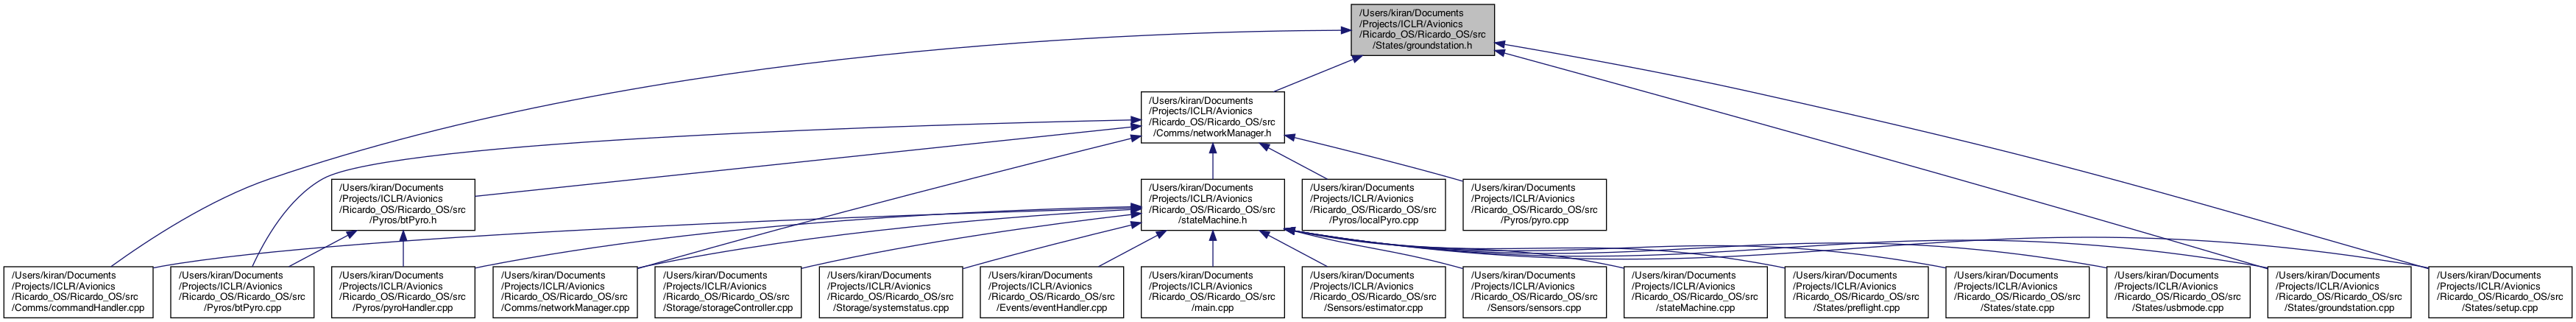 /Users/kiran/Documents
/Projects/ICLR/Avionics
/Ricardo_OS/Ricardo_OS/src
/States/groundstation.h
/Users/kiran/Documents
/Projects/ICLR/Avionics
/Ricardo_OS/Ricardo_OS/src
/Comms/networkManager.h
/Users/kiran/Documents
/Projects/ICLR/Avionics
/Ricardo_OS/Ricardo_OS/src
/Pyros/btPyro.h
/Users/kiran/Documents
/Projects/ICLR/Avionics
/Ricardo_OS/Ricardo_OS/src
/stateMachine.h
/Users/kiran/Documents
/Projects/ICLR/Avionics
/Ricardo_OS/Ricardo_OS/src
/Pyros/localPyro.cpp
/Users/kiran/Documents
/Projects/ICLR/Avionics
/Ricardo_OS/Ricardo_OS/src
/Pyros/pyro.cpp
/Users/kiran/Documents
/Projects/ICLR/Avionics
/Ricardo_OS/Ricardo_OS/src
/Comms/commandHandler.cpp
/Users/kiran/Documents
/Projects/ICLR/Avionics
/Ricardo_OS/Ricardo_OS/src
/Pyros/btPyro.cpp
/Users/kiran/Documents
/Projects/ICLR/Avionics
/Ricardo_OS/Ricardo_OS/src
/Pyros/pyroHandler.cpp
/Users/kiran/Documents
/Projects/ICLR/Avionics
/Ricardo_OS/Ricardo_OS/src
/Comms/networkManager.cpp
/Users/kiran/Documents
/Projects/ICLR/Avionics
/Ricardo_OS/Ricardo_OS/src
/Storage/storageController.cpp
/Users/kiran/Documents
/Projects/ICLR/Avionics
/Ricardo_OS/Ricardo_OS/src
/Storage/systemstatus.cpp
/Users/kiran/Documents
/Projects/ICLR/Avionics
/Ricardo_OS/Ricardo_OS/src
/Events/eventHandler.cpp
/Users/kiran/Documents
/Projects/ICLR/Avionics
/Ricardo_OS/Ricardo_OS/src
/main.cpp
/Users/kiran/Documents
/Projects/ICLR/Avionics
/Ricardo_OS/Ricardo_OS/src
/Sensors/estimator.cpp
/Users/kiran/Documents
/Projects/ICLR/Avionics
/Ricardo_OS/Ricardo_OS/src
/Sensors/sensors.cpp
/Users/kiran/Documents
/Projects/ICLR/Avionics
/Ricardo_OS/Ricardo_OS/src
/stateMachine.cpp
/Users/kiran/Documents
/Projects/ICLR/Avionics
/Ricardo_OS/Ricardo_OS/src
/States/preflight.cpp
/Users/kiran/Documents
/Projects/ICLR/Avionics
/Ricardo_OS/Ricardo_OS/src
/States/state.cpp
/Users/kiran/Documents
/Projects/ICLR/Avionics
/Ricardo_OS/Ricardo_OS/src
/States/usbmode.cpp
/Users/kiran/Documents
/Projects/ICLR/Avionics
/Ricardo_OS/Ricardo_OS/src
/States/groundstation.cpp
/Users/kiran/Documents
/Projects/ICLR/Avionics
/Ricardo_OS/Ricardo_OS/src
/States/setup.cpp